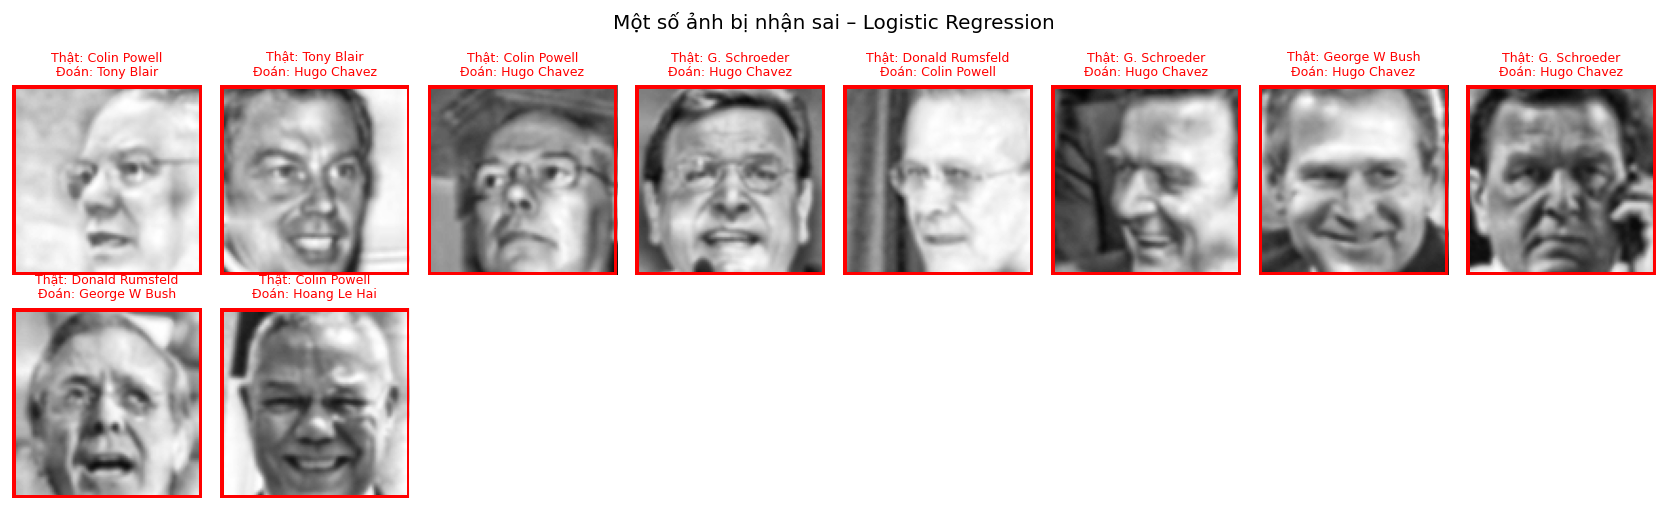 Một số ảnh bị nhận sai – Logistic Regression
Thật: Colin Powell
Đoán: Tony Blair
Thật: Tony Blair
Đoán: Hugo Chavez
Thật: Colin Powell
Đoán: Hugo Chavez
Thật: G. Schroeder
Đoán: Hugo Chavez
Thật: Donald Rumsfeld
Đoán: Colin Powell
Thật: G. Schroeder
Đoán: Hugo Chavez
Thật: George W Bush
Đoán: Hugo Chavez
Thật: G. Schroeder
Đoán: Hugo Chavez
Thật: Donald Rumsfeld
Đoán: George W Bush
Thật: Colin Powell
Đoán: Hoang Le Hai